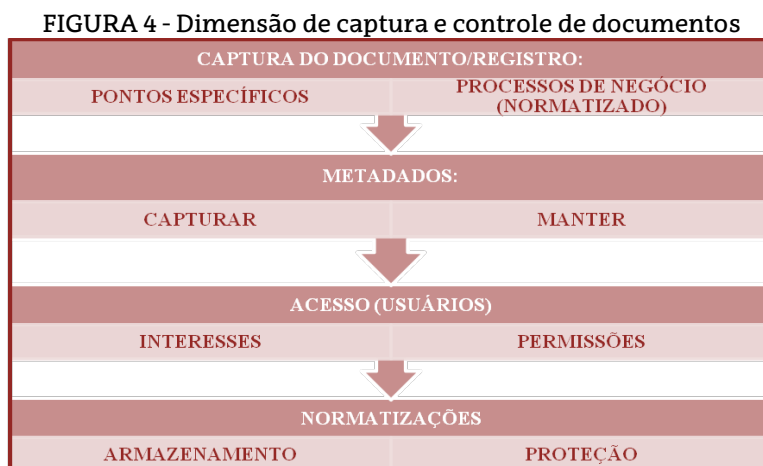 FIGURA 4 - Dimensão de captura e controle de documentos
CAPTURA DO DOCUMENTO/REGISTRO:
PONTOS ESPECÍFICOS
PROCESSOS DE NEGÓCIO
(NORMATIZADO)
METADADOS:
CAPTURAR
MANTER
ACESSO (USUÁRIOS)
INTERESSES
PERMISSÕES
NORMATIZAÇÕES
ARMAZENAMENTO
PROTEÇÃO